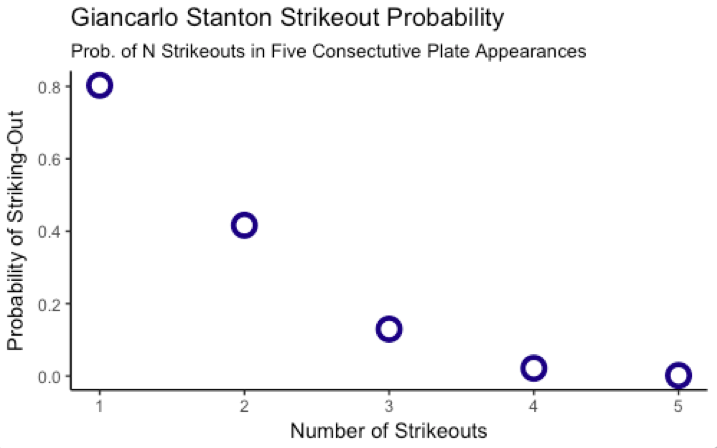 Giancarlo Stanton Strikeout Probability
Prob. of N Strikeouts in Five Consectutive Plate Appearances
Probability of Striking-Out
0.8
0.6
0.4
0.2
0.0
1 2 3 4 5
Number of Strikeouts